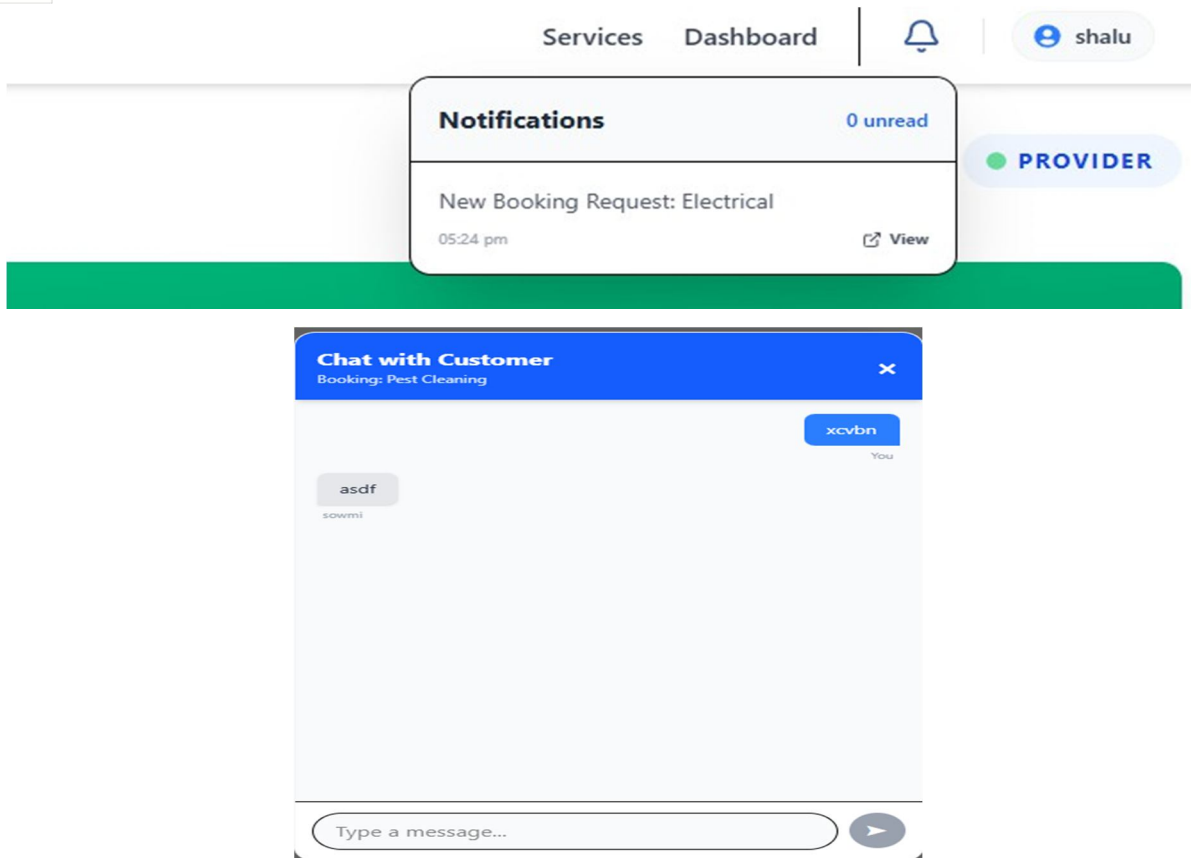 Services Dashboard shalu
Notifications 0 unread
PROVIDER
New Booking Request: Electrical
05:24 pm View
Chat with Customer
Booking: Pest Cleaning
xcvbn
You
asdf
sowmi
Type a message...